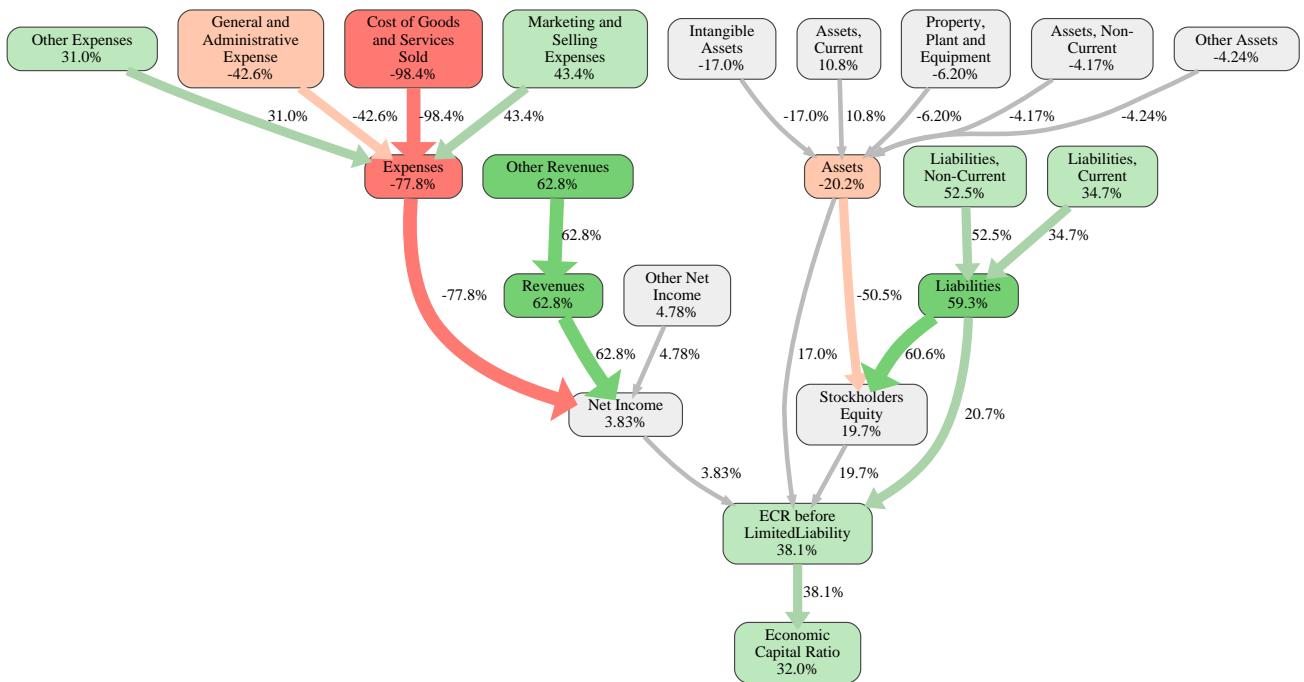 Other Expenses
31.0%
General and
Administrative
Expense
-42.6%
Cost of Goods
and Services
Sold
-98.4%
Marketing and
Selling
Expenses
43.4%
Intangible
Assets
-17.0%
Assets,
Current
10.8%
Property,
Plant and
Equipment
-6.20%
Assets, Non-
Current
-4.17%
Other Assets
-4.24%
31.0%
-42.6%
-98.4%
43.4%
-17.0%
10.8%
-6.20%
-4.17%
-4.24%
Expenses
-77.8%
Other Revenues
62.8%
Assets
-20.2%
Liabilities,
Non-Current
52.5%
Liabilities,
Current
34.7%
62.8%
52.5%
34.7%
-77.8%
Revenues
62.8%
Other Net
Income
4.78%
-50.5%
Liabilities
59.3%
62.8%
4.78%
17.0%
60.6%
Net Income
3.83%
Stockholders
Equity
19.7%
20.7%
3.83%
19.7%
ECR before
LimitedLiability
38.1%
38.1%
Economic
Capital Ratio
32.0%